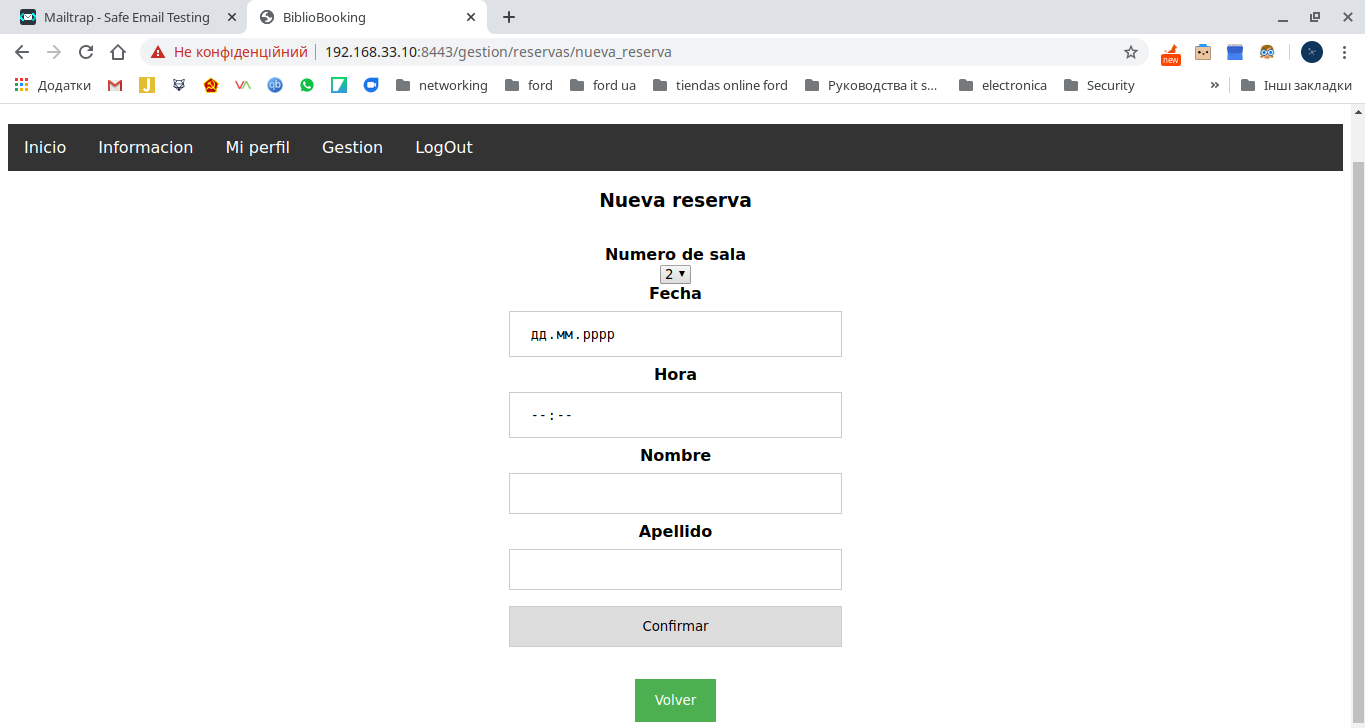 Mailtrap - Safe Email Testing
BiblioBooking
Не конфіденційний 192.168.33.10:8443/gestion/reservas/nueva_reserva
new
Додатки J VA qb networking ford ford ua tiendas online ford Руководства it s... electronica Security » Інші закладки
Inicio Informacion Mi perfil Gestion LogOut
Nueva reserva
Numero de sala
2
Fecha
дд.мм.рррр
Hora
--:--
Nombre
Apellido
Confirmar
Volver